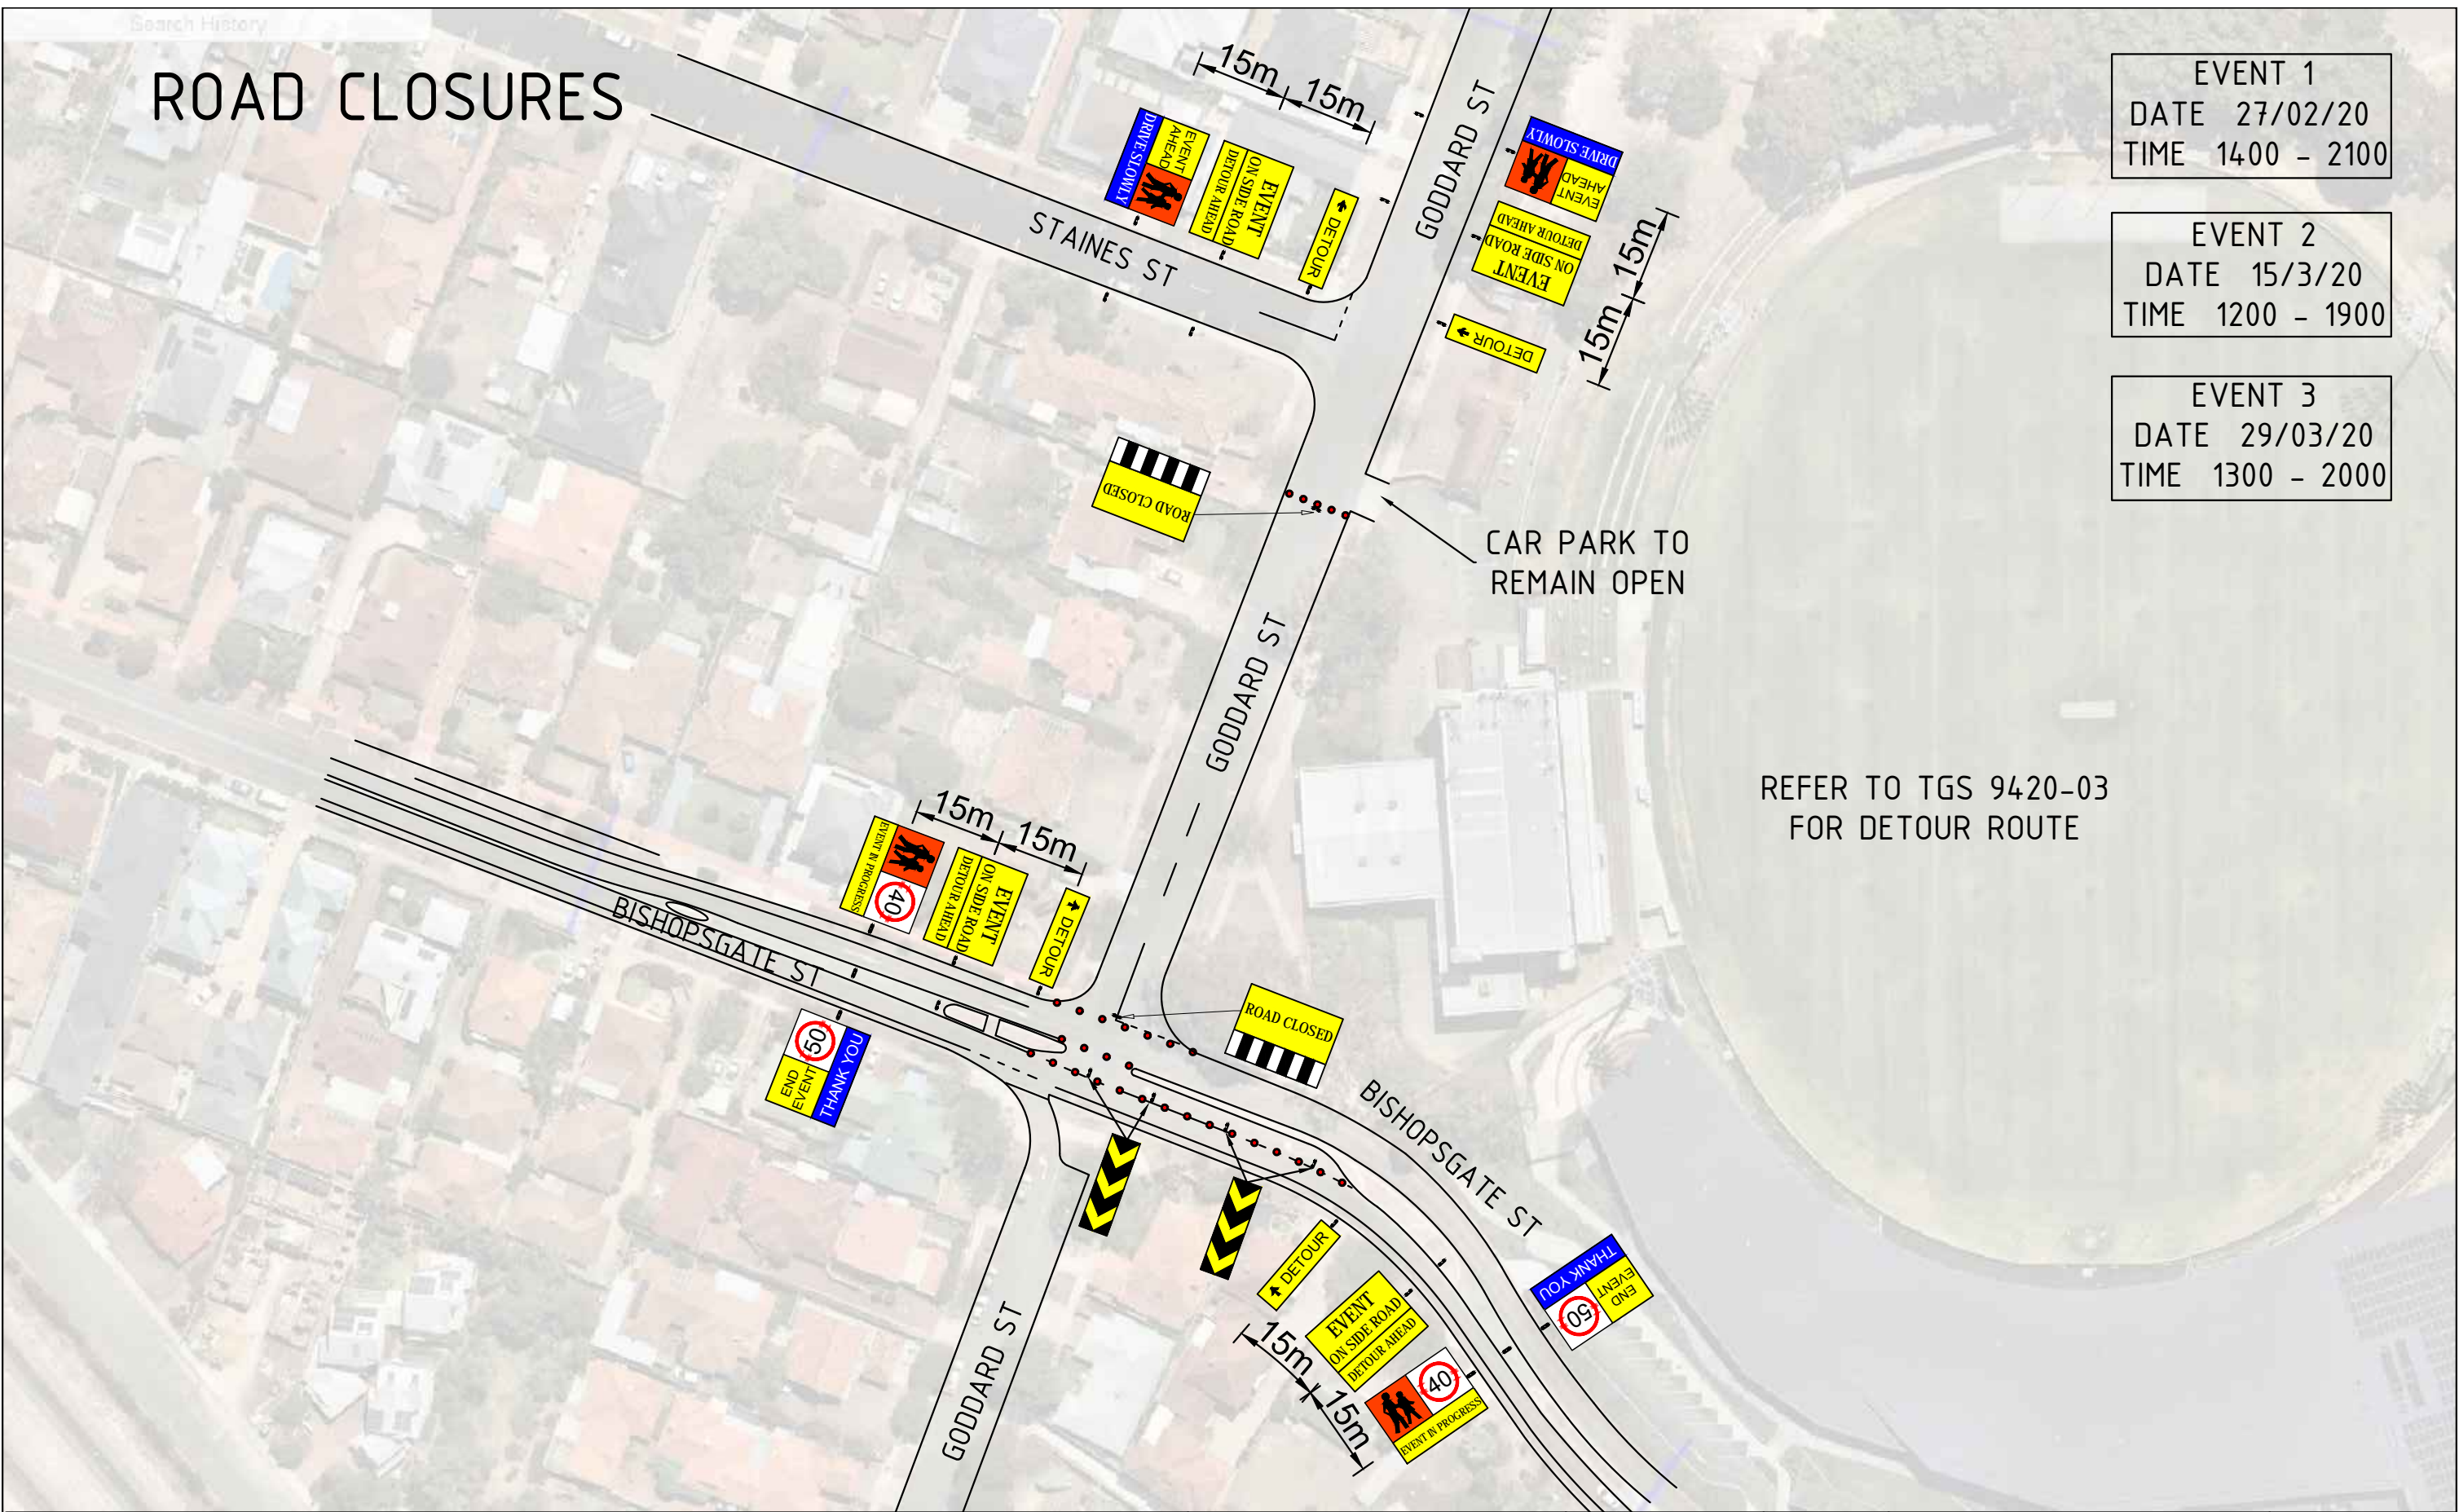 Search History
ROAD CLOSURES
EVENT 1
DATE 27/02/20
TIME 1400 - 2100
EVENT 2
DATE 15/3/20
TIME 1200 - 1900
EVENT 3
DATE 29/03/20
TIME 1300 - 2000
15m
15m
DRIVE SLOWLY
EVENT
AHEAD
EVENT
ON SIDE ROAD
DETOUR AHEAD
DETOUR
STAINES ST
GODDARD ST
DRIVE SLOWLY
EVENT
AHEAD
EVENT
ON SIDE ROAD
DETOUR AHEAD
DETOUR
15m
15m
ROAD CLOSED
CAR PARK TO
REMAIN OPEN
GODDARD ST
REFER TO TGS 9420-03
FOR DETOUR ROUTE
15m
15m
EVENT IN PROGRESS
40
EVENT
ON SIDE ROAD
DETOUR AHEAD
DETOUR
BISHOPSGATE ST
50
END
EVENT
THANK YOU
ROAD CLOSED
BISHOPSGATE ST
DETOUR
EVENT
ON SIDE ROAD
DETOUR AHEAD
40
EVENT IN PROGRESS
15m
15m
THANK YOU
END
EVENT
50
GODDARD ST